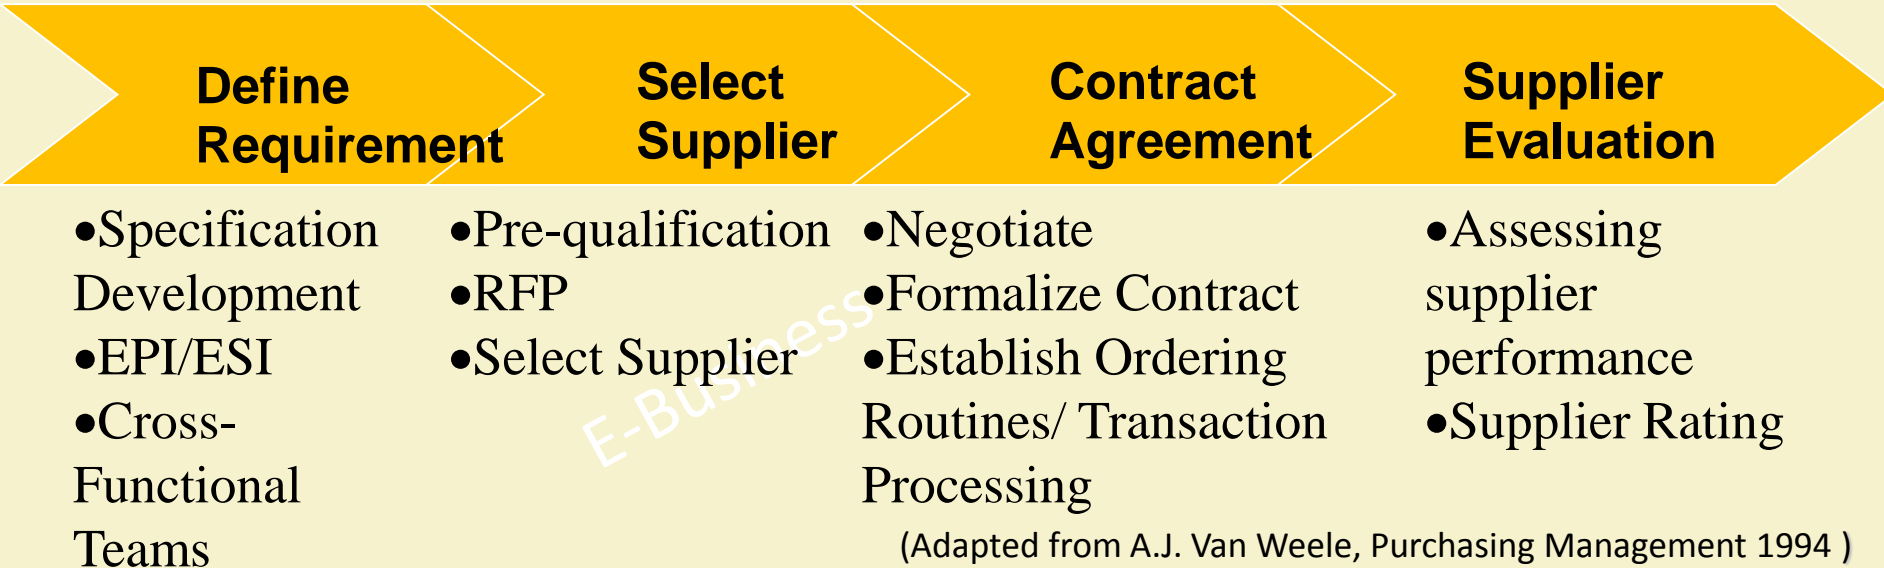 Define
Requirement
Select
Supplier
Contract
Agreement
Supplier
Evaluation
•Specification
Development
•EPI/ESI
•Cross-
Functional
Teams
•Pre-qualification
•RFP
•Select Supplier
•Negotiate
•Formalize Contract
•Establish Ordering
Routines/ Transaction
Processing
•Assessing
supplier
performance
•Supplier Rating
E-Business
(Adapted from A.J. Van Weele, Purchasing Management 1994 )